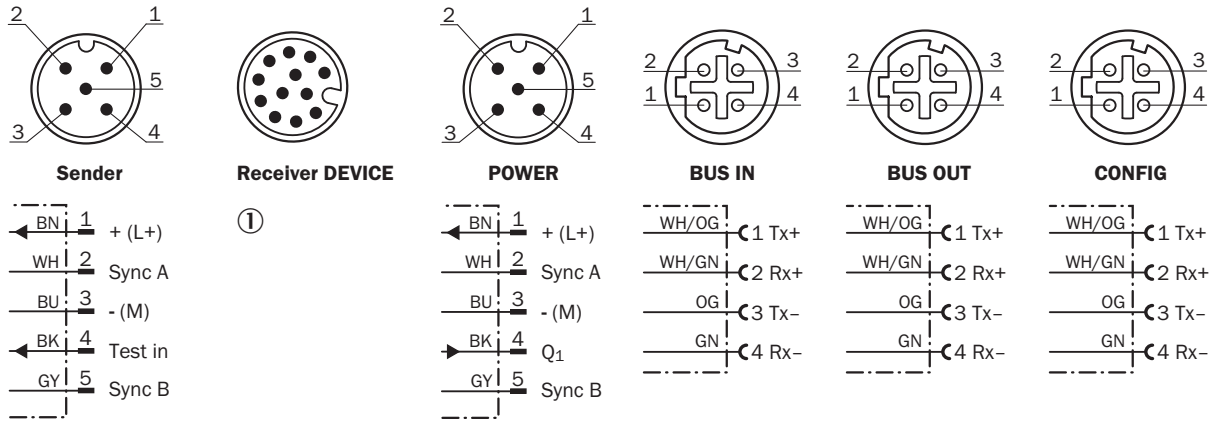 2 1 2 1
5 5
2 3 2 3 2 3
1 4 1 4 1 4
3 4 3 4
Sender Receiver DEVICE POWER BUS IN BUS OUT CONFIG
①
BN 1 + (L+)
WH 2 Sync A
BU 3 - (M)
BK 4 Test in
GY 5 Sync B
BN 1 + (L+)
WH 2 Sync A
BU 3 - (M)
BK 4 Q1
GY 5 Sync B
WH/OG 1 Tx+
WH/GN 2 Rx+
OG 3 Tx–
GN 4 Rx–
WH/OG 1 Tx+
WH/GN 2 Rx+
OG 3 Tx–
GN 4 Rx–
WH/OG 1 Tx+
WH/GN 2 Rx+
OG 3 Tx–
GN 4 Rx–